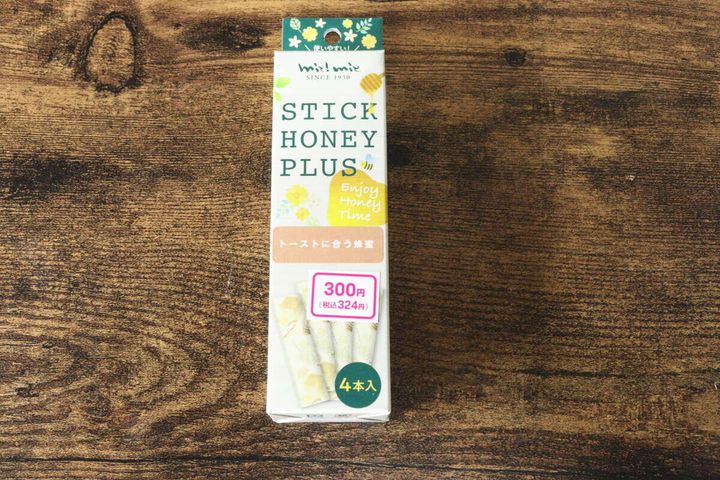 使いやすい!
miel mie
SINCE 1930
STICK
HONEY
PLUS
Enjoy
Honey
Time
トーストに合う蜂蜜
300円
(税込324円)
4本入